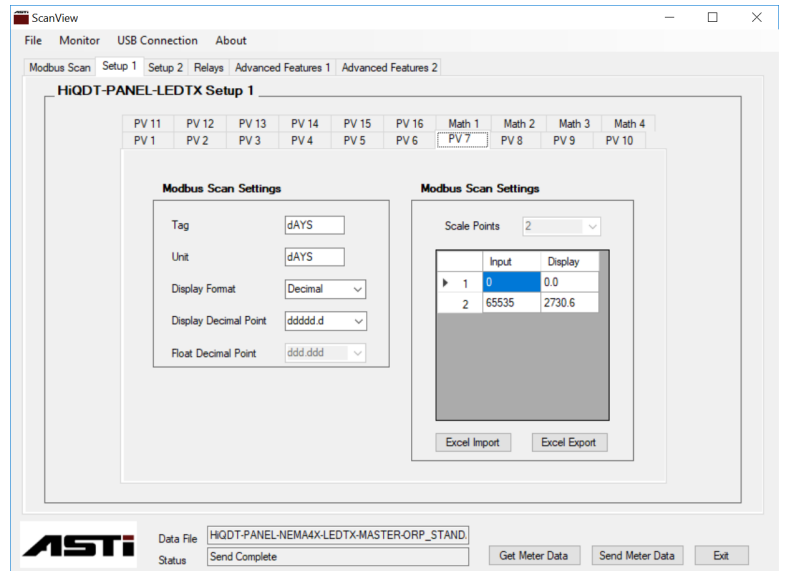 ScanView
File Monitor USB Connection About
Modbus Scan Setup 1 Setup 2 Relays Advanced Features 1 Advanced Features 2
HiQDT-PANEL-LEDTX Setup 1
PV 11 PV 12 PV 13 PV 14 PV 15 PV 16 Math 1 Math 2 Math 3 Math 4
PV 1 PV 2 PV 3 PV 4 PV 5 PV 6 PV 7 PV 8 PV 9 PV 10
Modbus Scan Settings
Tag dAYS
Unit dAYS
Display Format Decimal
Display Decimal Point ddddd.d
Float Decimal Point ddd.ddd
Modbus Scan Settings
Scale Points 2
Input Display
1 0 0.0
2 65535 2730.6
Excel Import Excel Export
ASTi
Data File HiQDT-PANEL-NEMA4X-LEDTX-MASTER-ORP_STAND.
Status Send Complete
Get Meter Data Send Meter Data Exit